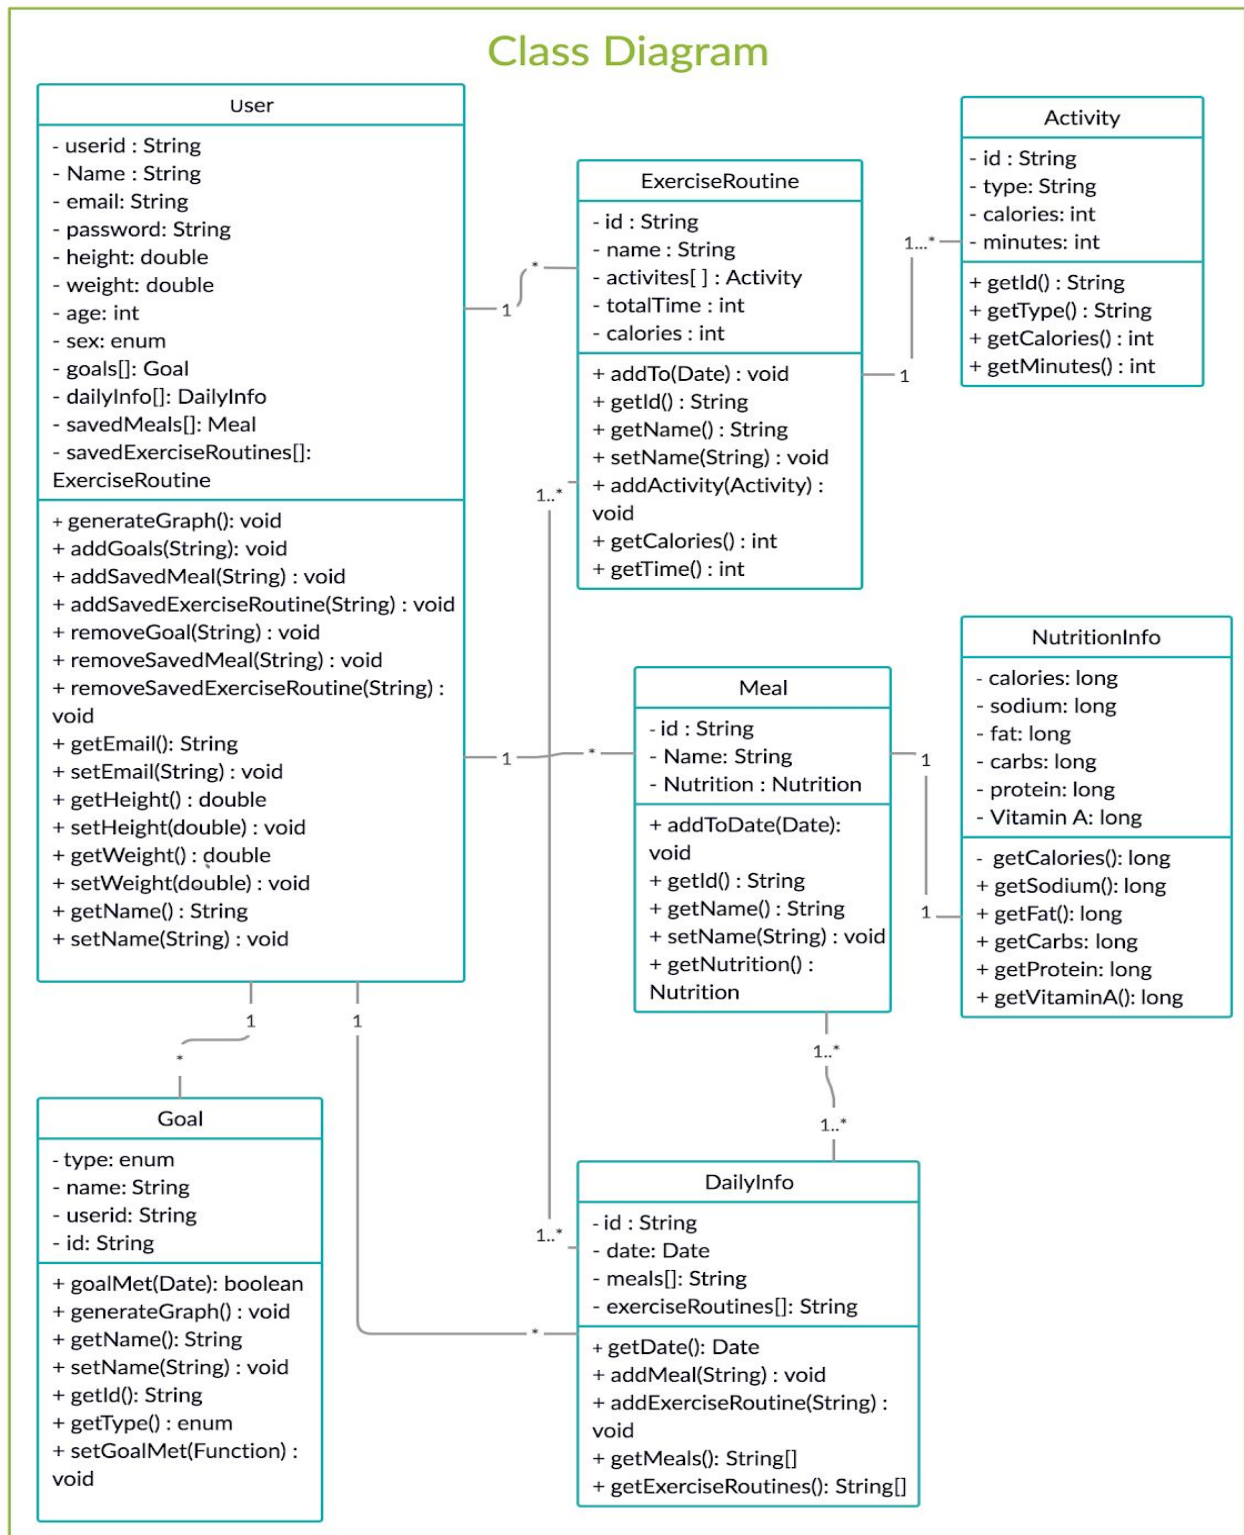 Class Diagram
User
- userid : String
- Name : String
- email: String
- password: String
- height: double
- weight: double
- age: int
- sex: enum
- goals[]: Goal
- dailyInfo[]: DailyInfo
- savedMeals[]: Meal
- savedExerciseRoutines[]:
ExerciseRoutine
+ generateGraph(): void
+ addGoals(String): void
+ addSavedMeal(String) : void
+ addSavedExerciseRoutine(String) : void
+ removeGoal(String) : void
+ removeSavedMeal(String) : void
+ removeSavedExerciseRoutine(String) :
void
+ getEmail(): String
+ setEmail(String) : void
+ getHeight() : double
+ setHeight(double) : void
+ getWeight() : double
+ setWeight(double) : void
+ getName() : String
+ setName(String) : void
1
*
ExerciseRoutine
- id : String
- name : String
- activites[ ] : Activity
- totalTime : int
- calories : int
+ addTo(Date) : void
+ getId() : String
+ getName() : String
+ setName(String) : void
+ addActivity(Activity) :
void
+ getCalories() : int
+ getTime() : int
1
1...*
Activity
- id : String
- type: String
- calories: int
- minutes: int
+ getId() : String
+ getType() : String
+ getCalories() : int
+ getMinutes() : int
1..*
1..*
1
*
Meal
- id : String
- Name: String
- Nutrition : Nutrition
+ addToDate(Date):
void
+ getId() : String
+ getName() : String
+ setName(String) : void
+ getNutrition() :
Nutrition
1
1
NutritionInfo
- calories: long
- sodium: long
- fat: long
- carbs: long
- protein: long
- Vitamin A: long
- getCalories(): long
+ getSodium(): long
+ getFat(): long
+ getCarbs: long
+ getProtein: long
+ getVitaminA(): long
1..*
1..*
1
*
Goal
- type: enum
- name: String
- userid: String
- id: String
+ goalMet(Date): boolean
+ generateGraph() : void
+ getName(): String
+ setName(String) : void
+ getId(): String
+ getType() : enum
+ setGoalMet(Function) :
void
1
*
DailyInfo
- id : String
- date: Date
- meals[]: String
- exerciseRoutines[]: String
+ getDate(): Date
+ addMeal(String) : void
+ addExerciseRoutine(String) :
void
+ getMeals(): String[]
+ getExerciseRoutines(): String[]